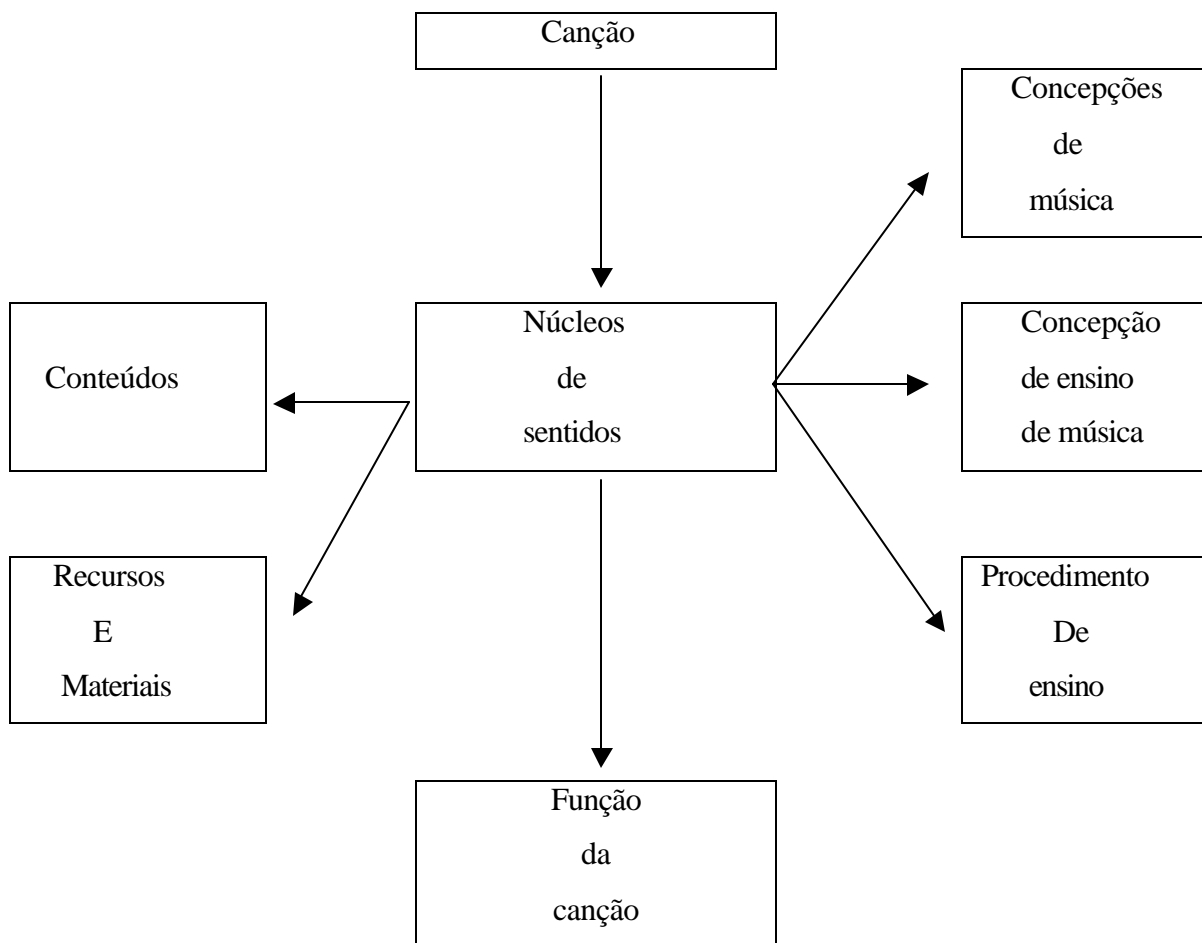 Canção
Concepções
de
música
Conteúdos
Núcleos
de
sentidos
Concepção
de ensino
de música
Recursos
E
Materiais
Procedimento
De
ensino
Função
da
canção